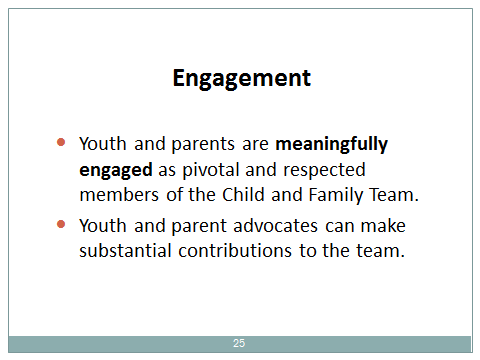 Engagement
• Youth and parents are meaningfully
engaged as pivotal and respected
members of the Child and Family Team.
• Youth and parent advocates can make
substantial contributions to the team.
25